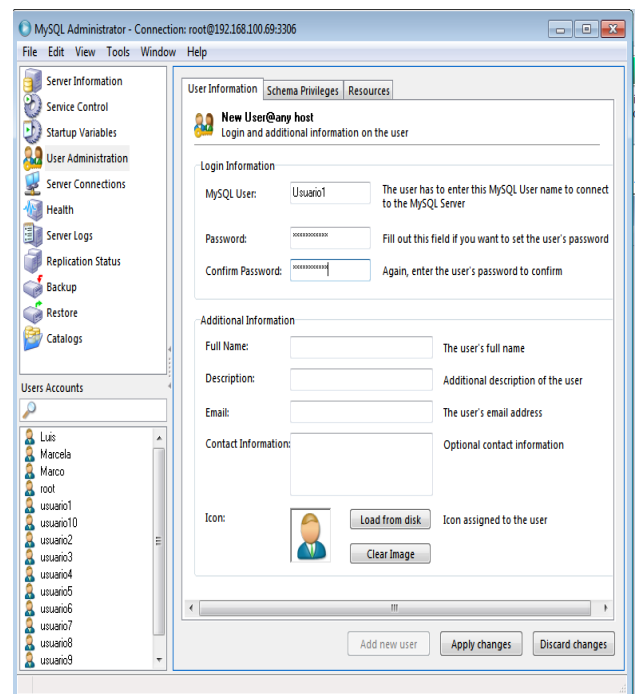 MySQL Administrator - Connection: root@192.168.100.69:3306
File Edit View Tools Window Help
Server Information
Service Control
Startup Variables
User Administration
Server Connections
Health
Server Logs
Replication Status
Backup
Restore
Catalogs
Users Accounts
Luis
Marcela
Marco
root
usuario1
usuario10
usuario2
usuario3
usuario4
usuario5
usuario6
usuario7
usuario8
usuario9
User Information Schema Privileges Resources
New User@any host
Login and additional information on the user
Login Information
MySQL User: Usuario1 The user has to enter this MySQL User name to connect
to the MySQL Server
Password: Fill out this field if you want to set the user's password
Confirm Password: Again, enter the user's password to confirm
Additional Information
Full Name: The user's full name
Description: Additional description of the user
Email: The user's email address
Contact Information: Optional contact information
Icon: Load from disk Icon assigned to the user
Clear Image
Add new user Apply changes Discard changes